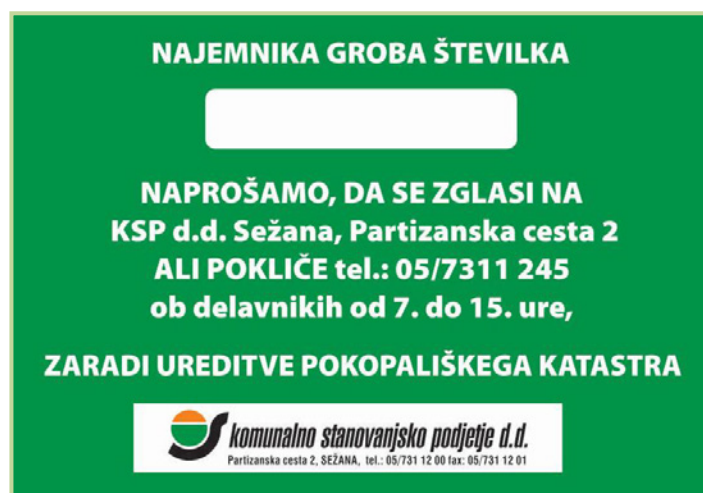 NAJEMNIKA GROBA ŠTEVILKA
NAPROŠAMO, DA SE ZGLASI NA
KSP d.d. Sežana, Partizanska cesta 2
ALI POKLIČE tel.: 05/7311 245
ob delavnikih od 7. do 15. ure,
ZARADI UREDITVE POKOPALIŠKEGA KATASTRA
komunalno stanovanjsko podjetje d.d.
Partizanska cesta 2, SEŽANA, tel.: 05/731 12 00 fax: 05/731 12 01